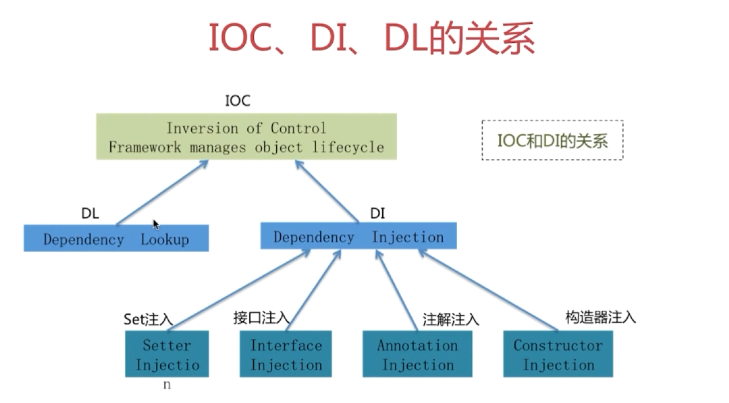 IOC、DI、DL的关系
IOC
Inversion of Control
Framework manages object lifecycle
IOC和DI的关系
DL
Dependency Lookup
DI
Dependency Injection
Set注入
接口注入
注解注入
构造器注入
Setter
Injectio
n
Interface
Injection
Annotation
Injection
Constructor
Injection